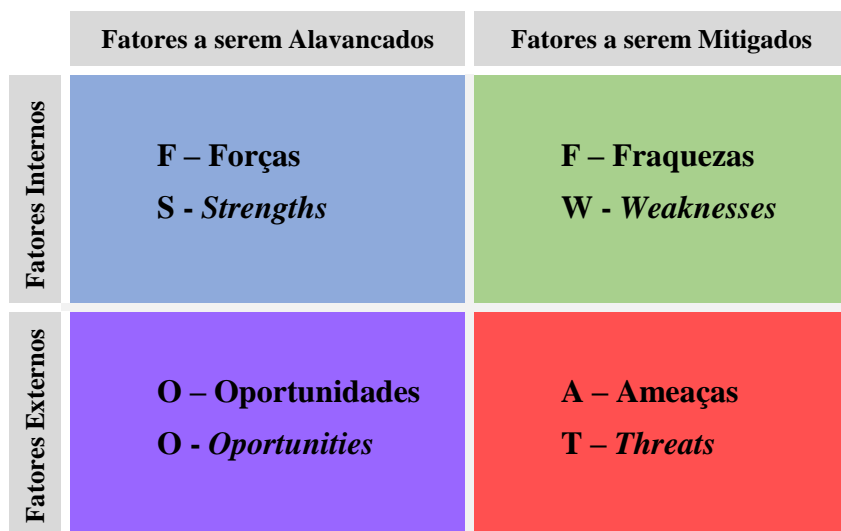 Fatores a serem Alavancados
Fatores a serem Mitigados
Fatores Internos
F – Forças
S - Strengths
F – Fraquezas
W - Weaknesses
Fatores Externos
O – Oportunidades
O - Oportunities
A – Ameaças
T – Threats